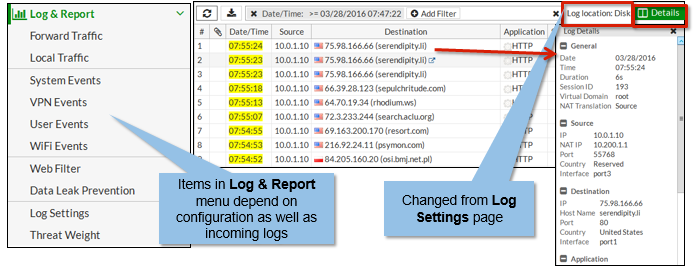 Log & Report
Forward Traffic
Local Traffic
System Events
VPN Events
User Events
WiFi Events
Web Filter
Data Leak Prevention
Log Settings
Threat Weight
Items in Log & Report
menu depend on
configuration as well as
incoming logs
Date/Time: >= 03/28/2016 07:47:22 Add Filter
Log location: Disk
Details
# Date/Time Source Destination Application
1 07:55:24 10.0.1.10 75.98.166.66 (serendipity.li) HTTP
2 07:55:23 10.0.1.10 75.98.166.66 (serendipity.li) HTTP
3 07:55:23 10.0.1.10 75.98.166.66 (serendipity.li) HTTP
4 07:55:18 10.0.1.10 66.39.28.123 (sepulchritude.com) HTTP
5 07:55:13 10.0.1.10 64.70.19.34 (rhodium.ws) HTTP
6 07:55:07 10.0.1.10 72.3.233.244 (search.aclu.org) HTTP
7 07:54:55 10.0.1.10 69.163.200.170 (resort.com) HTTP
8 07:54:53 10.0.1.10 216.92.24.11 (psymon.com) HTTP
07:54:52 10.0.1.10 84.205.160.20 (osi.bmj.net.pl) HTTP
Changed from Log
Settings page
Log Details
General
Date 03/28/2016
Time 07:55:24
Duration 6s
Session ID 193
Virtual Domain root
NAT Translation Source
Source
IP 10.0.1.10
NAT IP 10.200.1.1
Port 55768
Country Reserved
Interface port3
Destination
IP 75.98.166.66
Host Name serendipity.li
Port 80
Country United States
Interface port1
Application